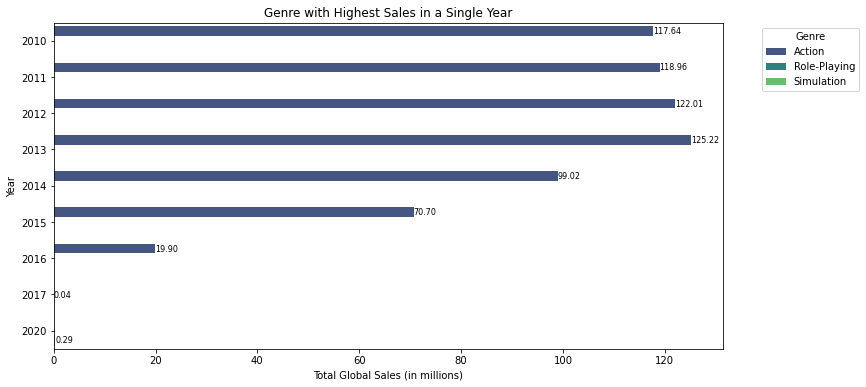 Genre with Highest Sales in a Single Year
Genre
Action
Role-Playing
Simulation
Year
2010
117.64
2011
118.96
2012
122.01
2013
125.22
2014
99.02
2015
70.70
2016
19.90
2017
0.04
2020
0.29
0 20 40 60 80 100 120
Total Global Sales (in millions)